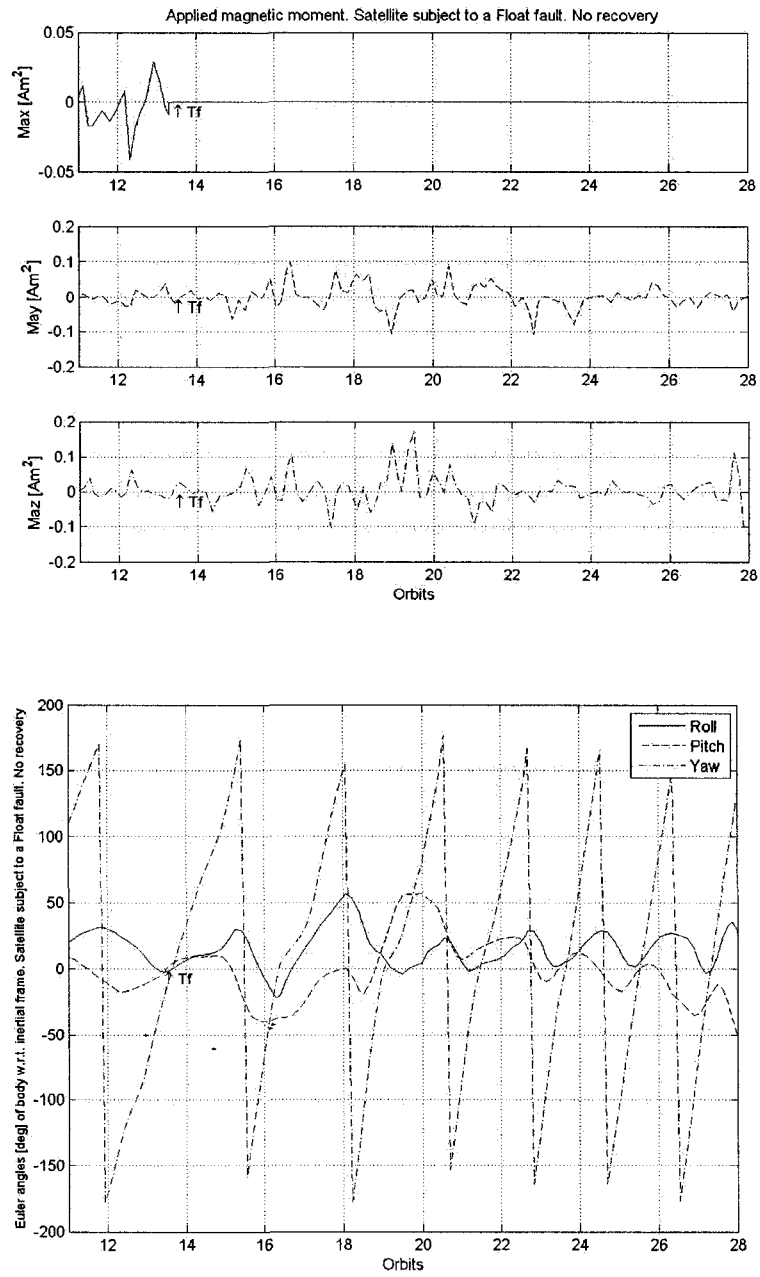 Applied magnetic moment. Satellite subject to a Float fault. No recovery
Max [Am²]
0.05
0
-0.05
↑ Tf
12 14 16 18 20 22 24 26 28
May [Am²]
0.2
0.1
0
-0.1
-0.2
↑ Tf
12 14 16 18 20 22 24 26 28
Maz [Am²]
0.2
0.1
0
-0.1
-0.2
↑ Tf
12 14 16 18 20 22 24 26 28
Orbits
Euler angles [deg] of body w.r.t. inertial frame. Satellite subject to a Float fault. No recovery
200
150
100
50
0
-50
-100
-150
-200
Roll
Pitch
Yaw
↑ Tf
12 14 16 18 20 22 24 26 28
Orbits